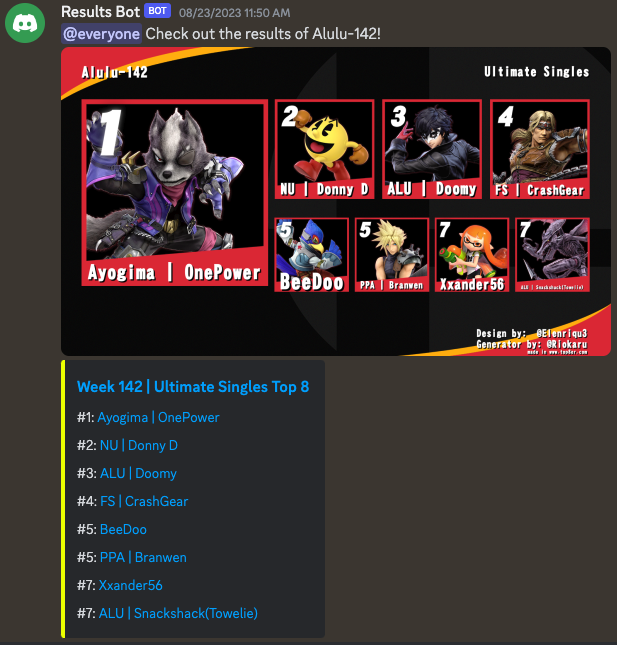 Results Bot BOT 08/23/2023 11:50 AM
@everyone Check out the results of Alulu-142!
Alulu-142
Ultimate Singles
1
Ayogima | OnePower
2
NU | Donny D
3
ALU | Doomy
4
FS | CrashGear
5
BeeDoo
5
PPA | Branwen
7
Xxander56
7
ALU | Snackshack(Towelie)
Design by: @Elenriqu3
Generator by: @Riokaru
made in www.top8er.com
Week 142 | Ultimate Singles Top 8
#1: Ayogima | OnePower
#2: NU | Donny D
#3: ALU | Doomy
#4: FS | CrashGear
#5: BeeDoo
#5: PPA | Branwen
#7: Xxander56
#7: ALU | Snackshack(Towelie)